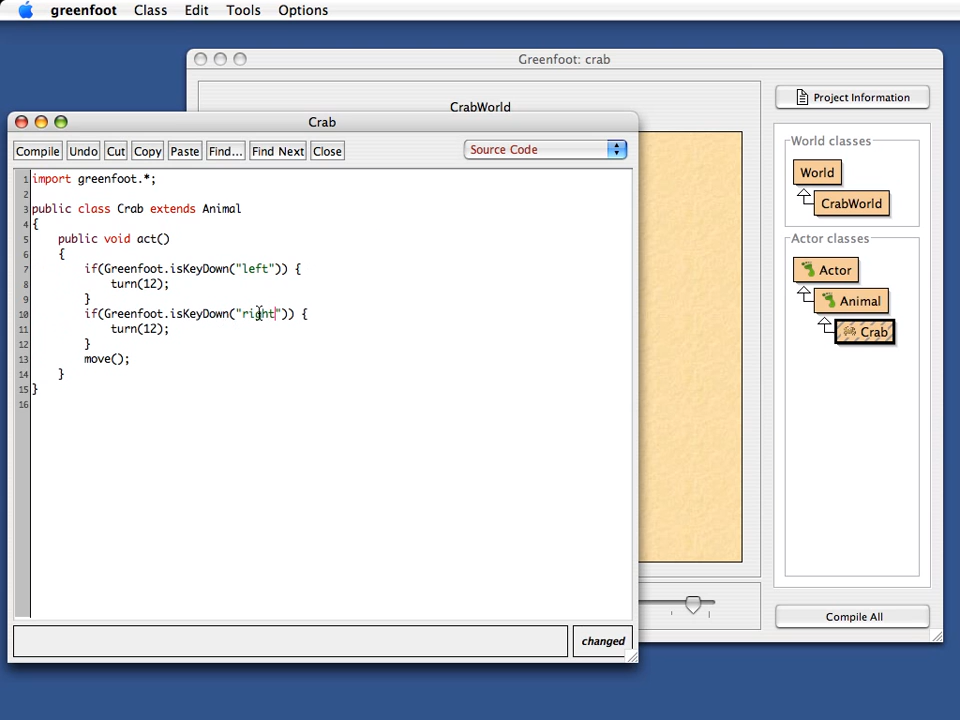 greenfoot Class Edit Tools Options
Greenfoot: crab
CrabWorld
Project Information
World classes
World
CrabWorld
Actor classes
Actor
Animal
Crab
Compile All
Crab
Compile Undo Cut Copy Paste Find... Find Next Close Source Code
1 import greenfoot.*;
2
3 public class Crab extends Animal
4 {
5 public void act()
6 {
7 if(Greenfoot.isKeyDown("left")) {
8 turn(12);
9 }
10 if(Greenfoot.isKeyDown("right")) {
11 turn(12);
12 }
13 move();
14 }
15 }
16
changed